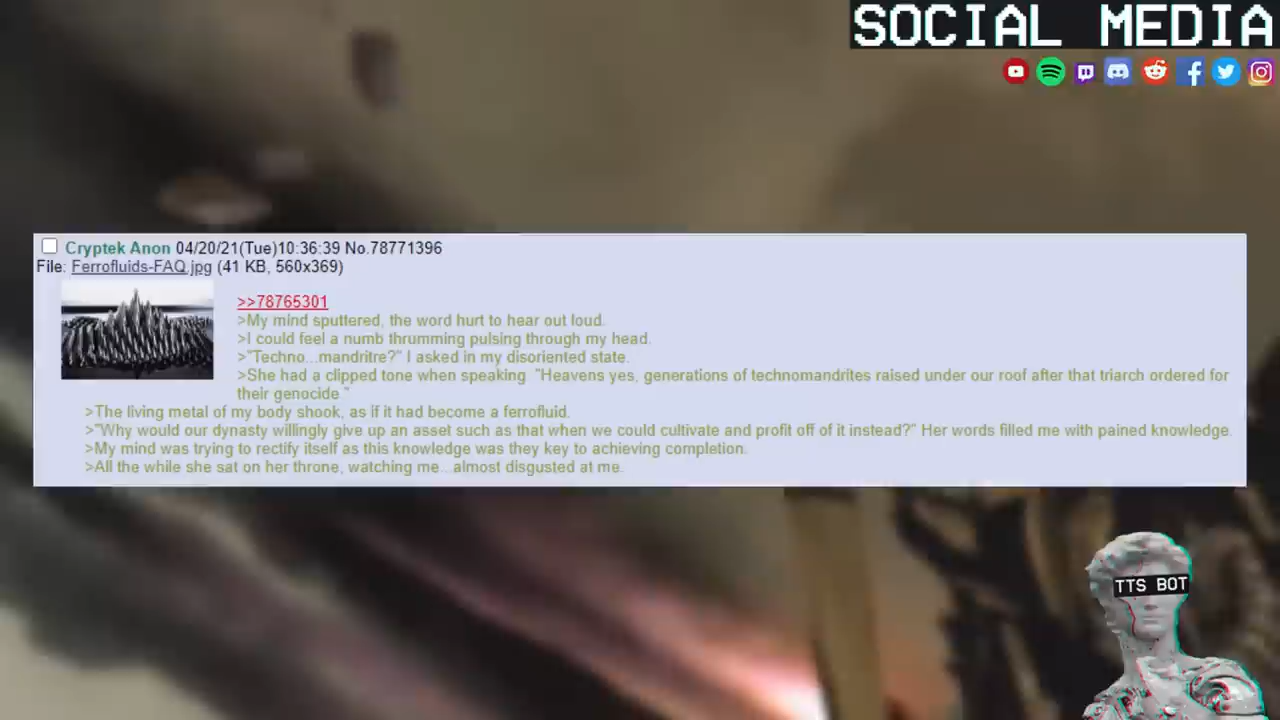 SOCIAL MEDIA
Cryptek Anon 04/20/21(Tue)10:36:39 No.78771396
File: Ferrofluids-FAQ.jpg (41 KB, 560x369)
>>78765301
>My mind sputtered, the word hurt to hear out loud.
>I could feel a numb thrumming pulsing through my head.
>"Techno...mandritre?" I asked in my disoriented state.
>She had a clipped tone when speaking  "Heavens yes, generations of technomandrites raised under our roof after that triarch ordered for
their genocide "
>The living metal of my body shook, as if it had become a ferrofluid.
>"Why would our dynasty willingly give up an asset such as that when we could cultivate and profit off of it instead?" Her words filled me with pained knowledge.
>My mind was trying to rectify itself as this knowledge was they key to achieving completion.
>All the while she sat on her throne, watching me...almost disgusted at me.
TTS BOT